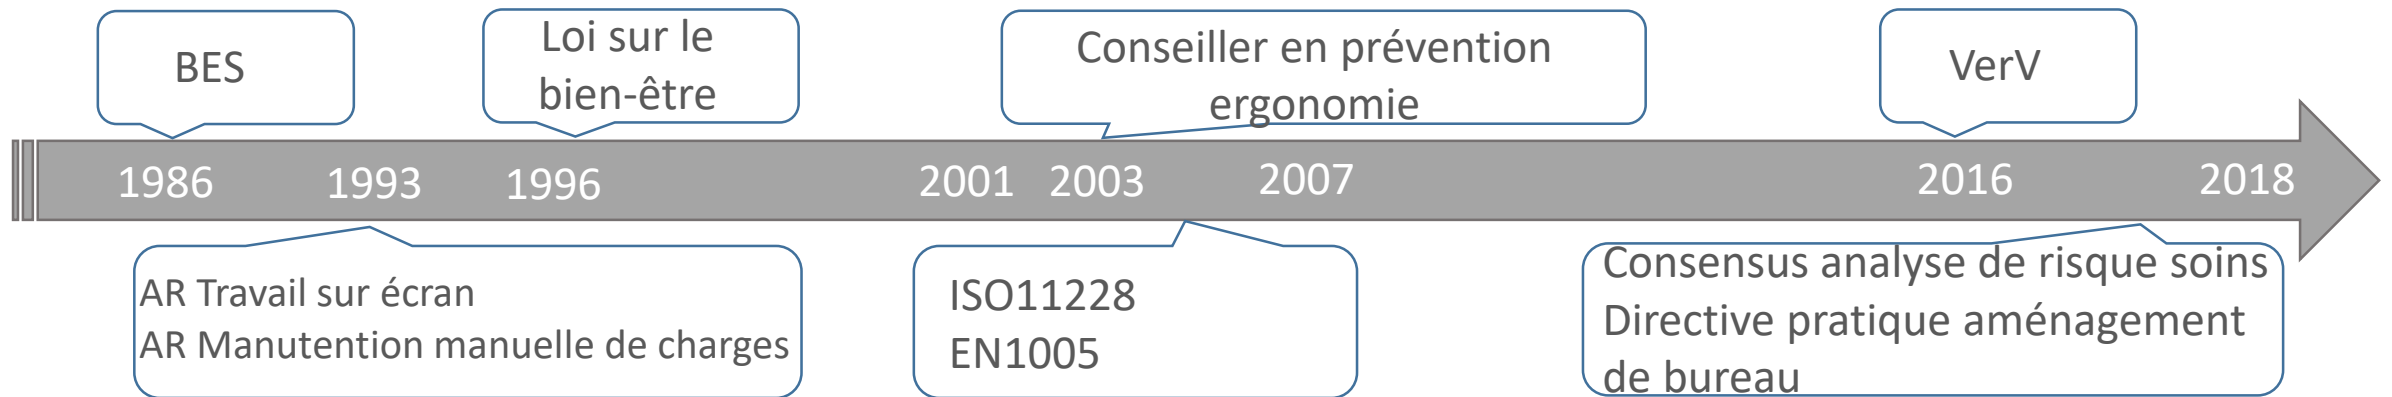 BES
Loi sur le
bien-être
Conseiller en prévention
ergonomie
VerV
1986
1993
1996
2001
2003
2007
2016
2018
AR Travail sur écran
AR Manutention manuelle de charges
ISO11228
EN1005
Consensus analyse de risque soins
Directive pratique aménagement
de bureau